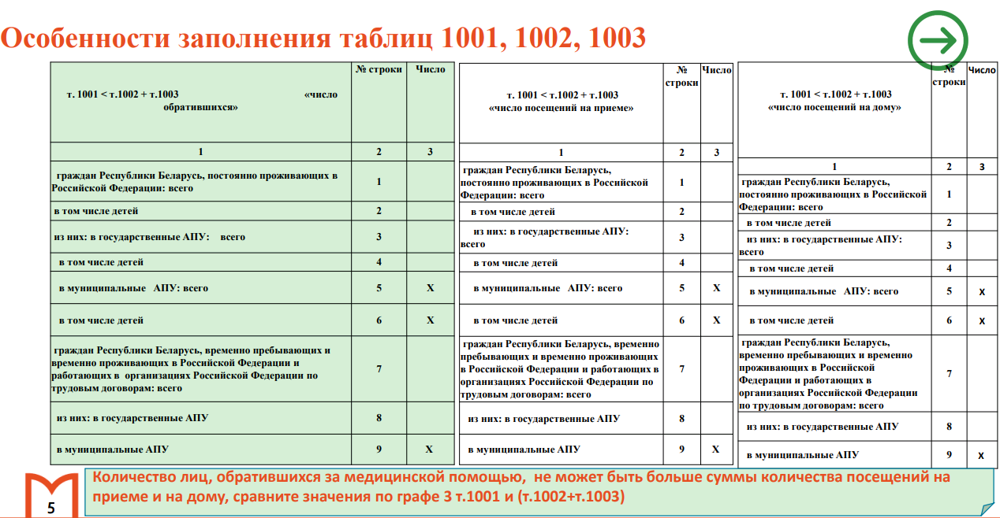 Особенности заполнения таблиц 1001, 1002, 1003
т. 1001 < т.1002 + т.1003 «число
обратившихся»
№ строки
Число
1
2
3
граждан Республики Беларусь, постоянно проживающих в
Российской Федерации: всего
1
в том числе детей
2
из них: в государственные АПУ: всего
3
в том числе детей
4
в муниципальные АПУ: всего
5
X
в том числе детей
6
X
граждан Республики Беларусь, временно пребывающих и
временно проживающих в Российской Федерации и
работающих в организациях Российской Федерации по
трудовым договорам: всего
7
из них: в государственные АПУ
8
в муниципальные АПУ
9
X
т. 1001 < т.1002 + т.1003
«число посещений на приеме»
№
строки
Число
1
2
3
граждан Республики Беларусь,
постоянно проживающих в Российской
Федерации: всего
1
в том числе детей
2
из них: в государственные АПУ:
всего
3
в том числе детей
4
в муниципальные АПУ: всего
5
X
в том числе детей
6
X
граждан Республики Беларусь, временно
пребывающих и временно проживающих
в Российской Федерации и работающих в
организациях Российской Федерации по
трудовым договорам: всего
7
из них: в государственные АПУ
8
в муниципальные АПУ
9
X
т. 1001 < т.1002 + т.1003
«число посещений на дому»
№
строки
Число
1
2
3
граждан Республики Беларусь,
постоянно проживающих в Российской
Федерации: всего
1
в том числе детей
2
из них: в государственные АПУ:
всего
3
в том числе детей
4
в муниципальные АПУ: всего
5
X
в том числе детей
6
X
граждан Республики Беларусь,
временно пребывающих и временно
проживающих в Российской
Федерации и работающих в
организациях Российской Федерации
по трудовым договорам: всего
7
из них: в государственные АПУ
8
в муниципальные АПУ
9
X
Количество лиц, обратившихся за медицинской помощью, не может быть больше суммы количества посещений на
приеме и на дому, сравните значения по графе 3 т.1001 и (т.1002+т.1003)
5